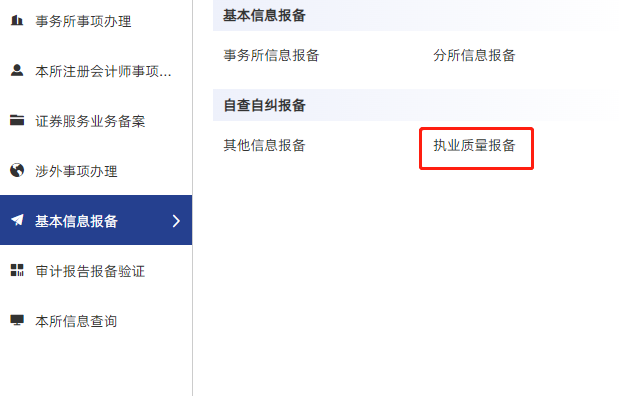 事务所事项办理
本所注册会计师事项...
证券服务业务备案
涉外事项办理
基本信息报备
审计报告报备验证
本所信息查询
基本信息报备
事务所信息报备
分所信息报备
自查自纠报备
其他信息报备
执业质量报备